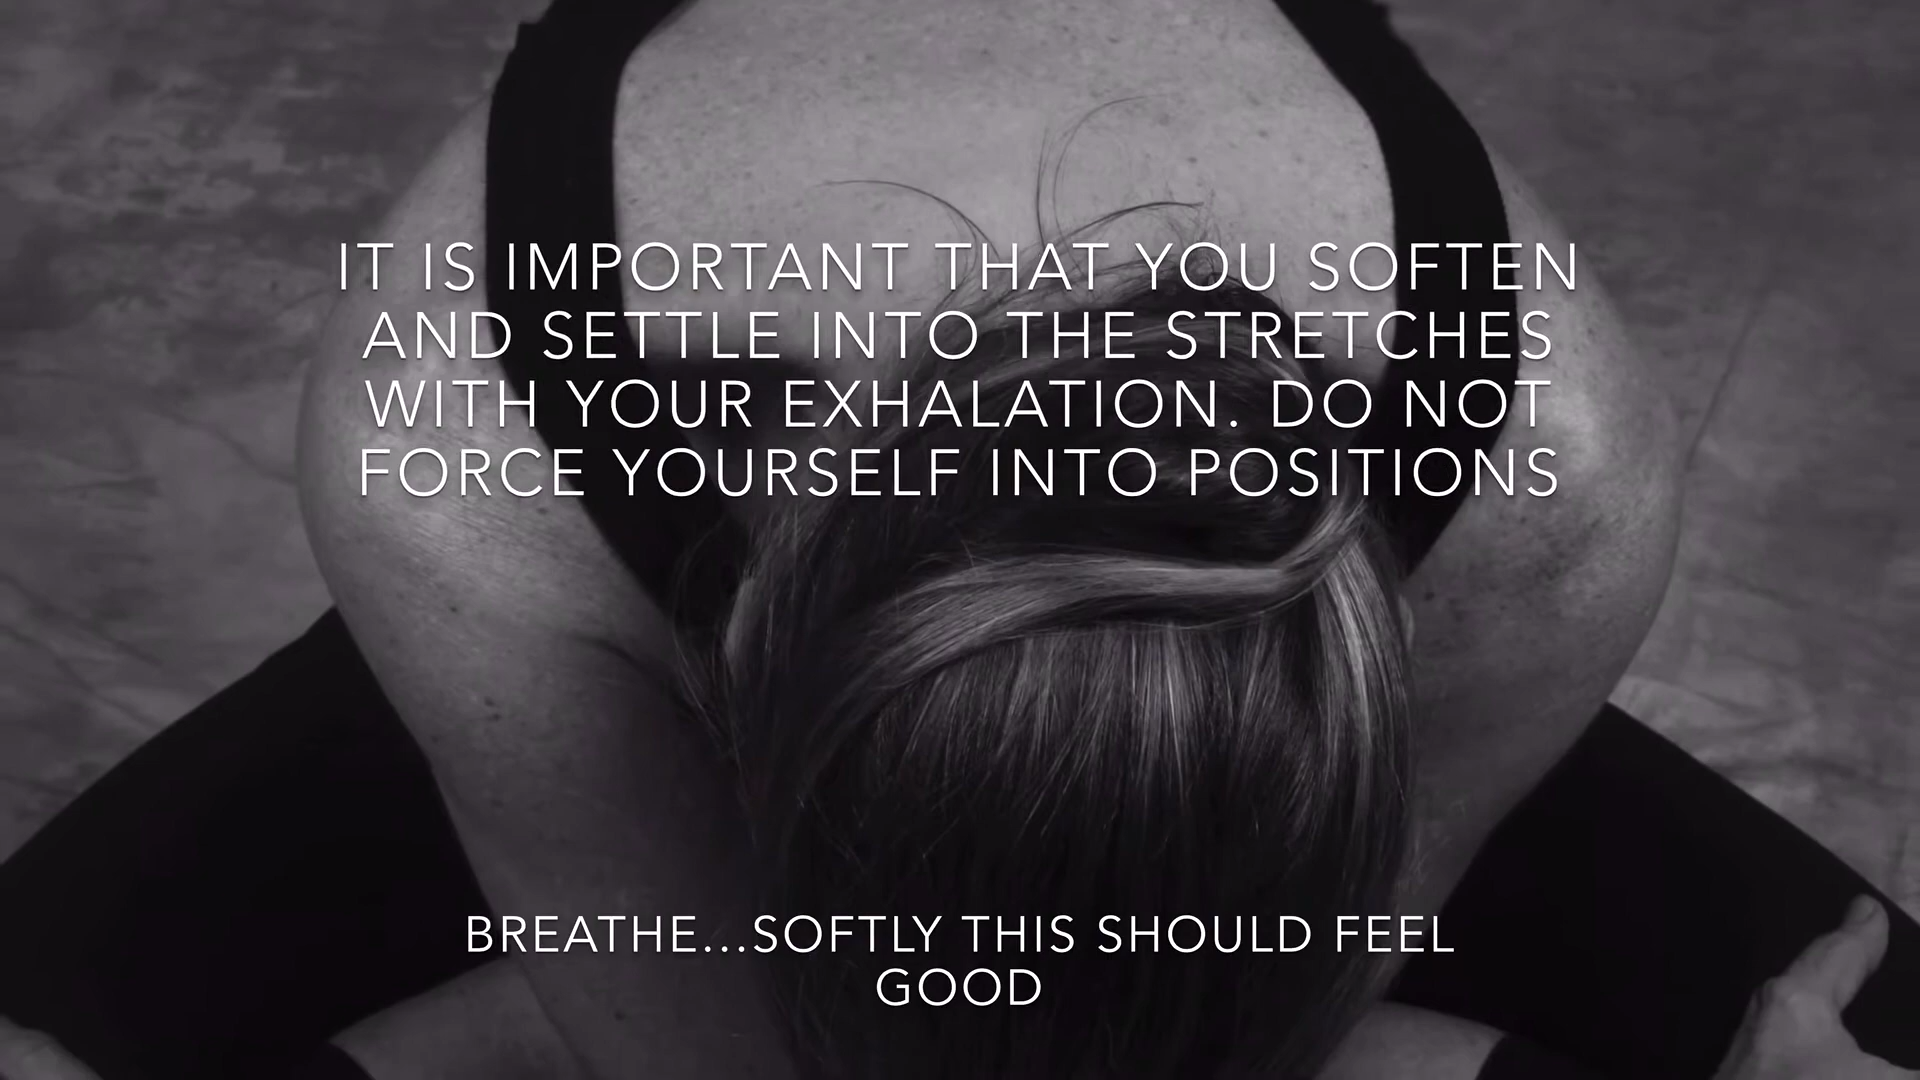 IT IS IMPORTANT THAT YOU SOFTEN
AND SETTLE INTO THE STRETCHES
WITH YOUR EXHALATION. DO NOT
FORCE YOURSELF INTO POSITIONS
BREATHE...SOFTLY THIS SHOULD FEEL
GOOD